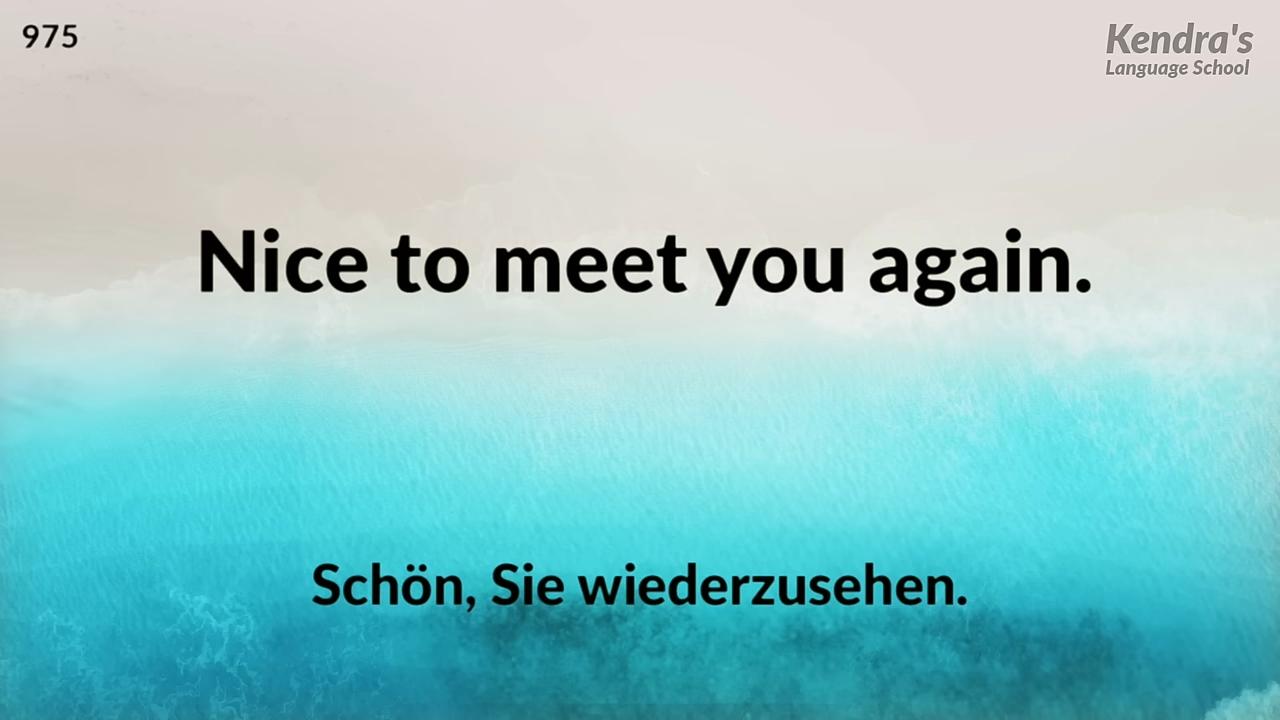 975
Kendra's
Language School
Nice to meet you again.
Schön, Sie wiederzusehen.